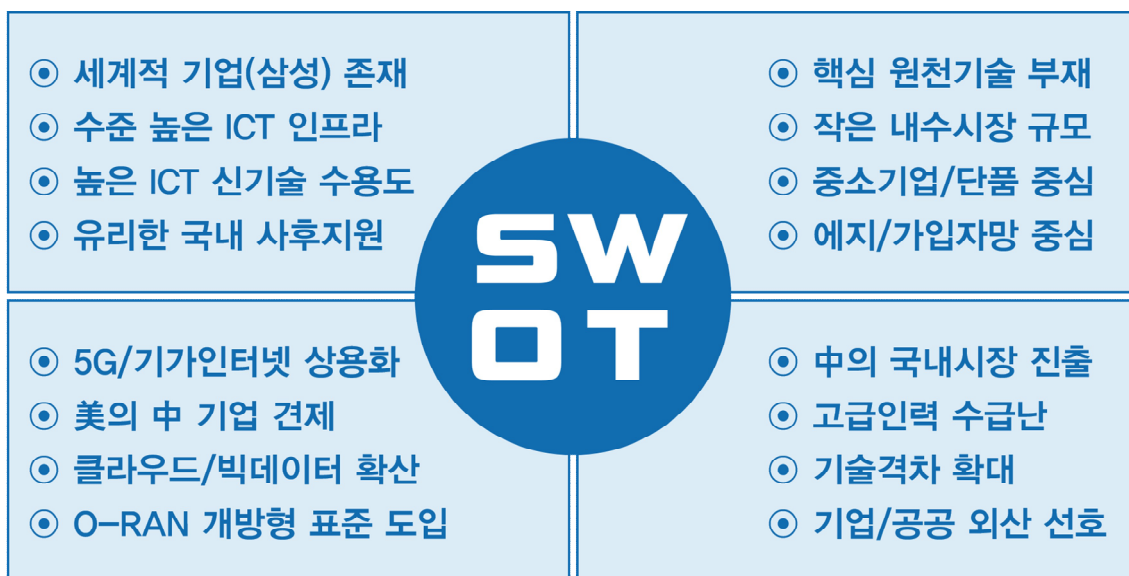 ◉ 세계적 기업(삼성) 존재
◉ 수준 높은 ICT 인프라
◉ 높은 ICT 신기술 수용도
◉ 유리한 국내 사후지원
◉ 핵심 원천기술 부재
◉ 작은 내수시장 규모
◉ 중소기업/단품 중심
◉ 에지/가입자망 중심
SW
OT
◉ 5G/기가인터넷 상용화
◉ 美의 中 기업 견제
◉ 클라우드/빅데이터 확산
◉ O-RAN 개방형 표준 도입
◉ 中의 국내시장 진출
◉ 고급인력 수급난
◉ 기술격차 확대
◉ 기업/공공 외산 선호